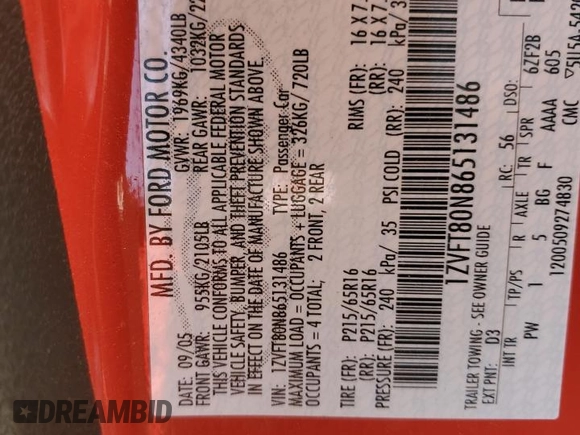 MFD. BY FORD MOTOR CO.
DATE: 09/05 GVWR: 1969KG/4340LB
FRONT GAWR: 955KG/2105LB REAR GAWR: 1032KG/22
THIS VEHICLE CONFORMS TO ALL APPLICABLE FEDERAL MOTOR
VEHICLE SAFETY, BUMPER, AND THEFT PREVENTION STANDARDS
IN EFFECT ON THE DATE OF MANUFACTURE SHOWN ABOVE.
VIN: 1ZVFT80N865131486 TYPE: Passenger Car
MAXIMUM LOAD = OCCUPANTS + LUGGAGE = 326KG/720LB
OCCUPANTS = 4 TOTAL; 2 FRONT, 2 REAR
TIRE (FR): P215/65R16 RIMS (FR): 16 X 7.
(RR): P215/65R16 (RR): 16 X 7.
PRESSURE (FR): 240 kPa/ 35 PSI COLD (RR): 240 kPa/ 35
1ZVFT80N865131486
TRAILER TOWING - SEE OWNER GUIDE
EXT PNT: D3 RC: 56 DSO:
INT TR TP/PS R AXLE TR SPR
PW 1 5 BG F AAAA 6ZF2B
1200509274830 CMC 605
DREAMBID